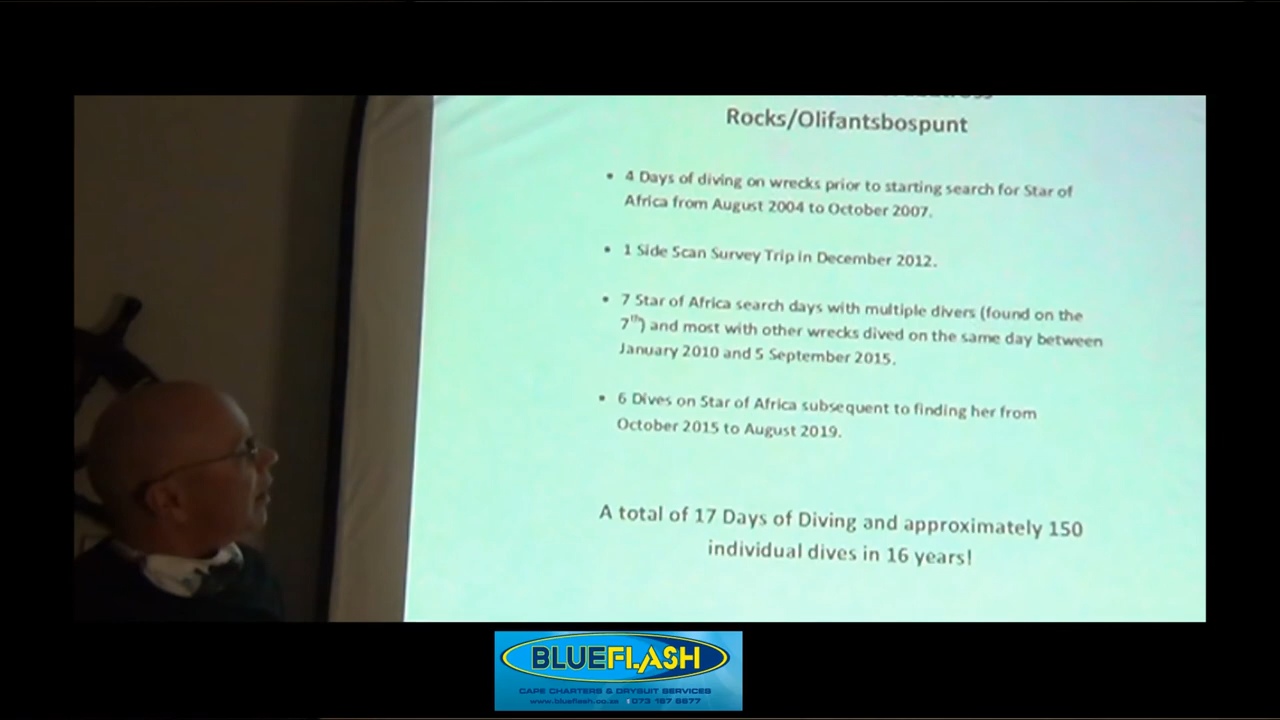 Rocks/Olifantsbospunt
• 4 Days of diving on wrecks prior to starting search for Star of
Africa from August 2004 to October 2007.
• 1 Side Scan Survey Trip in December 2012.
• 7 Star of Africa search days with multiple divers (found on the
7th) and most with other wrecks dived on the same day between
January 2010 and 5 September 2015.
• 6 Dives on Star of Africa subsequent to finding her from
October 2015 to August 2019.
A total of 17 Days of Diving and approximately 150
individual dives in 16 years!
BLUEFLASH
CAPE CHARTERS & DRYSUIT SERVICES
www.blueflash.co.za